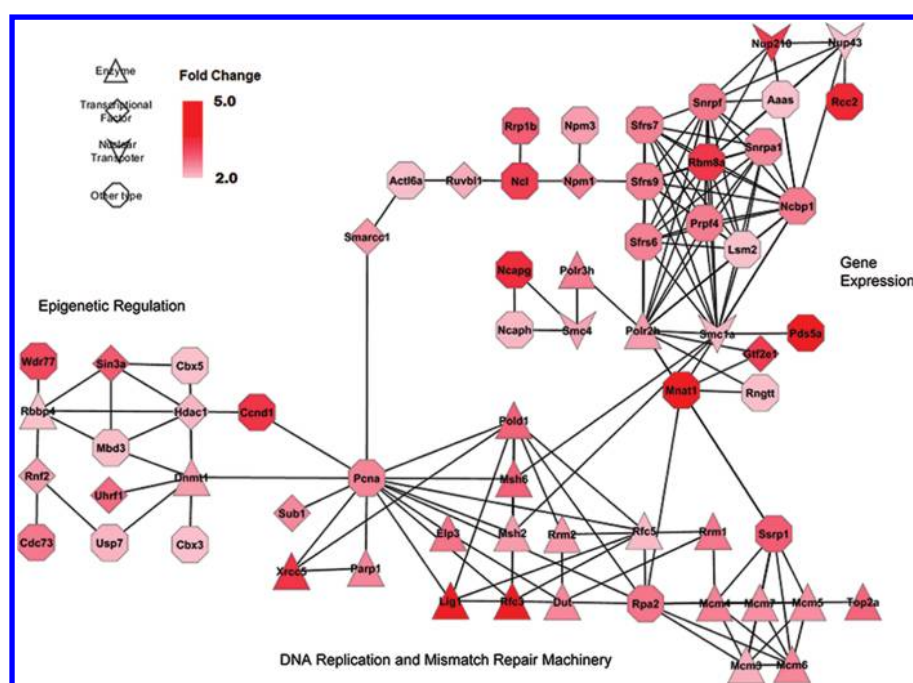 Enzyme
Transcriptional
Factor
Nuclear
Transpoter
Other type
Fold Change
5.0
2.0
Nup210
Nup43
Rcc2
Aaas
Snrpf
Sfrs7
Snrpa1
Rbm8a
Rrp1b
Npm3
Actl6a
Ruvbl1
Ncl
Npm1
Sfrs9
Ncbp1
Prpf4
Sfrs6
Lsm2
Smarcc1
Ncapg
Polr3h
Gene
Expression
Ncaph
Smc4
Polr2h
Smc1a
Pds5a
Gtf2e1
Mnat1
Rngtt
Epigenetic Regulation
Wdr77
Sin3a
Cbx5
Rbbp4
Hdac1
Ccnd1
Mbd3
Pold1
Rnf2
Dnmt1
Pcna
Msh6
Uhrf1
Sub1
Cdc73
Usp7
Cbx3
Elp3
Msh2
Rrm2
Rfc5
Rrm1
Ssrp1
Xrcc5
Parp1
Lig1
Rfc3
Dut
Rpa2
Mcm4
Mcm7
Mcm5
Top2a
Mcm3
Mcm6
DNA Replication and Mismatch Repair Machinery